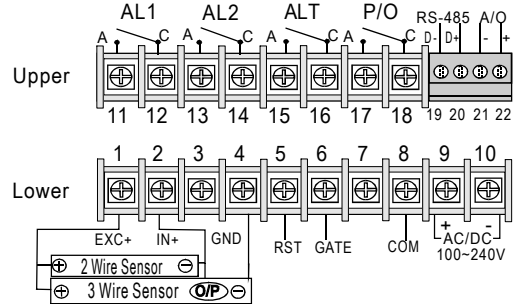 AL1 AL2 ALT P/O RS-485 A/O
A C A C A C A C D- D+ - +
Upper
11 12 13 14 15 16 17 18 19 20 21 22
1 2 3 4 5 6 7 8 9 10
Lower
+ -
EXC+ IN+ GND RST GATE COM AC/DC
100~240V
2 Wire Sensor
3 Wire Sensor O/P